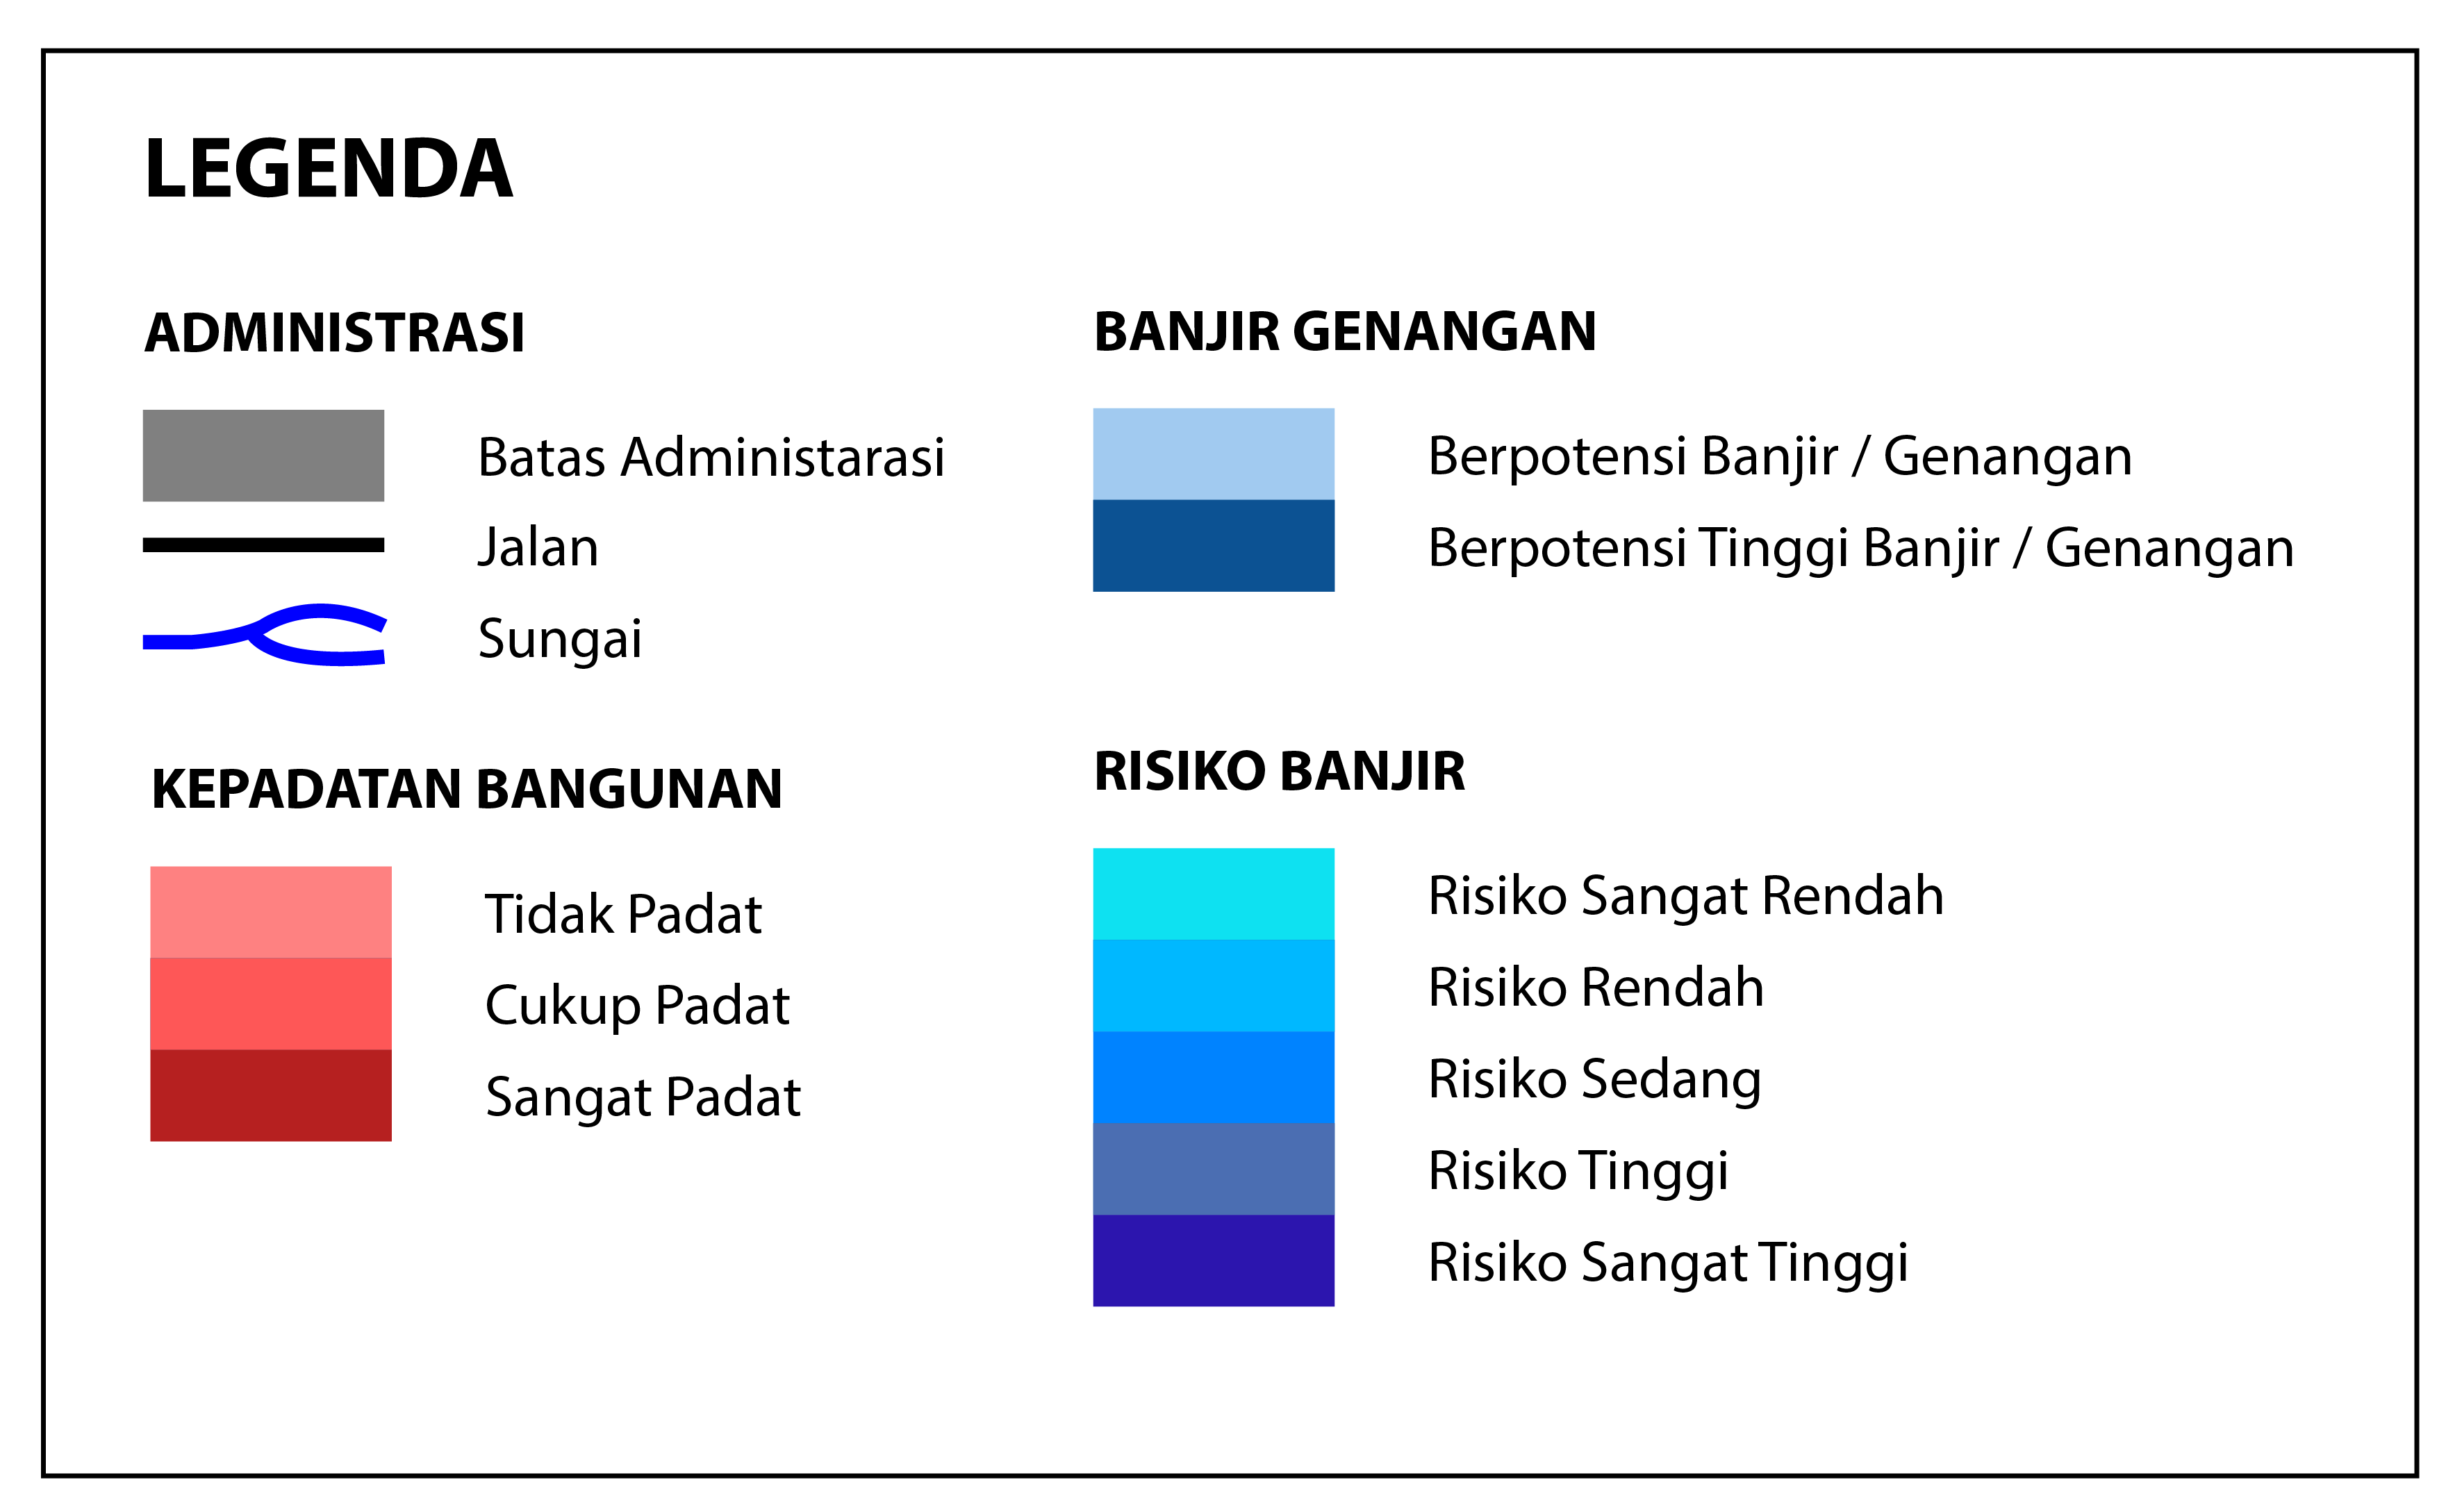 LEGENDA
ADMINISTRASI
Batas Administarasi
Jalan
Sungai
KEPADATAN BANGUNAN
Tidak Padat
Cukup Padat
Sangat Padat
BANJIR GENANGAN
Berpotensi Banjir / Genangan
Berpotensi Tinggi Banjir / Genangan
RISIKO BANJIR
Risiko Sangat Rendah
Risiko Rendah
Risiko Sedang
Risiko Tinggi
Risiko Sangat Tinggi